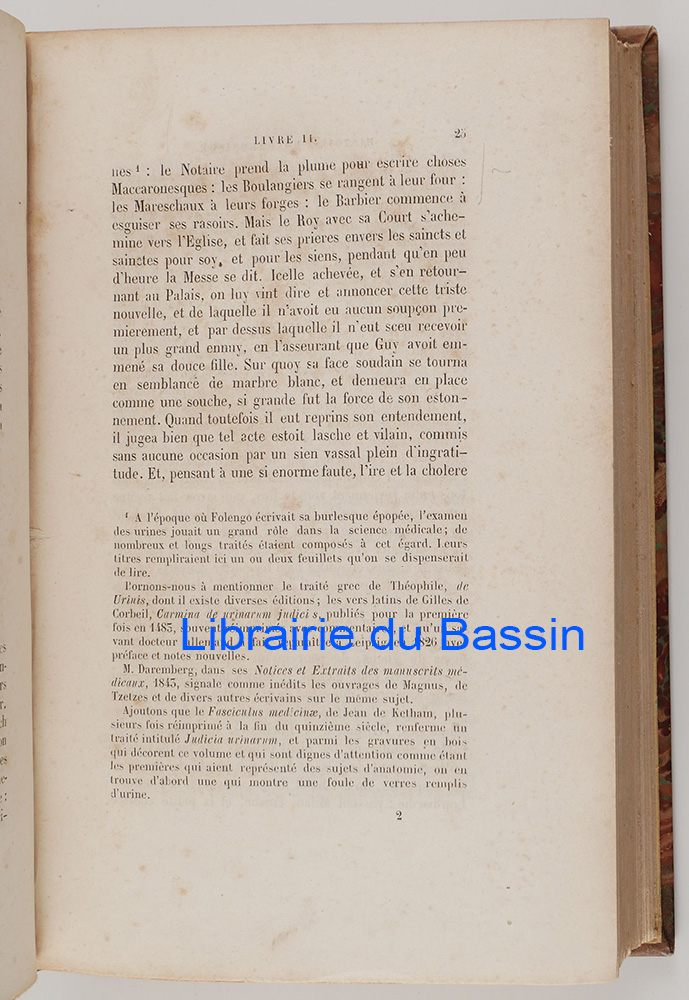 LIVRE II. 25
nes ¹ : le Notaire prend la plume pour escrire choses
Maccaronesques : les Boulangiers se rangent à leur four :
les Mareschaux à leurs forges : le Barbier commence à
esguiser ses rasoirs. Mais le Roy avec sa Court s'ache-
mine vers l'Eglise, et fait ses prieres envers les saincts et
sainctes pour soy, et pour les siens, pendant qu'en peu
d'heure la Messe se dit. Icelle achevée, et s'en retour-
nant au Palais, on luy vint dire et annoncer cette triste
nouvelle, et de laquelle il n'avoit eu aucun soupçon pre-
mierement, et par dessus laquelle il n'eut sceu recevoir
un plus grand ennuy, en l'asseurant que Guy avoit em-
mené sa douce fille. Sur quoy sa face soudain se tourna
en semblance de marbre blanc, et demeura en place
comme une souche, si grande fut la force de son eston-
nement. Quand toutefois il eut reprins son entendement,
il jugea bien que tel acte estoit lasche et vilain, commis
sans aucune occasion par un sien vassal plein d'ingrati-
tude. Et, pensant à une si enorme faute, l'ire et la cholere
¹ A l'époque où Folengo écrivait sa burlesque épopée, l'examen
des urines jouait un grand rôle dans la science médicale; de
nombreux et longs traités étaient composés à cet égard. Leurs
titres rempliraient ici un ou deux feuillets qu'on se dispenserait
de lire.
Bornons-nous à mentionner le traité grec de Théophile, de
Urinis, dont il existe diverses éditions; les vers latins de Gilles de
Corbeil, Carmina de urinarum judiciis, publiés pour la première
fois en 1483, souvent avec commentaires, et qu'un sa-
vant docteur allemand a fait à Leipzig, 1826, avec
préface et notes nouvelles.
M. Daremberg, dans ses Notices et Extraits des manuscrits mé-
dicaux, 1845, signale comme inédits les ouvrages de Magnus, de
Tzetzes et de divers autres écrivains sur le même sujet.
Ajoutons que le Fasciculus medicinæ, de Jean de Ketham, plu-
sieurs fois réimprimé à la fin du quinzième siècle, renferme un
traité intitulé Judicia urinarum, et parmi les gravures en bois
qui décorent ce volume et qui sont dignes d'attention comme étant
les premières qui aient représenté des sujets d'anatomie, on en
trouve d'abord une qui montre une foule de verres remplis
d'urine.
2
Librairie du Bassin